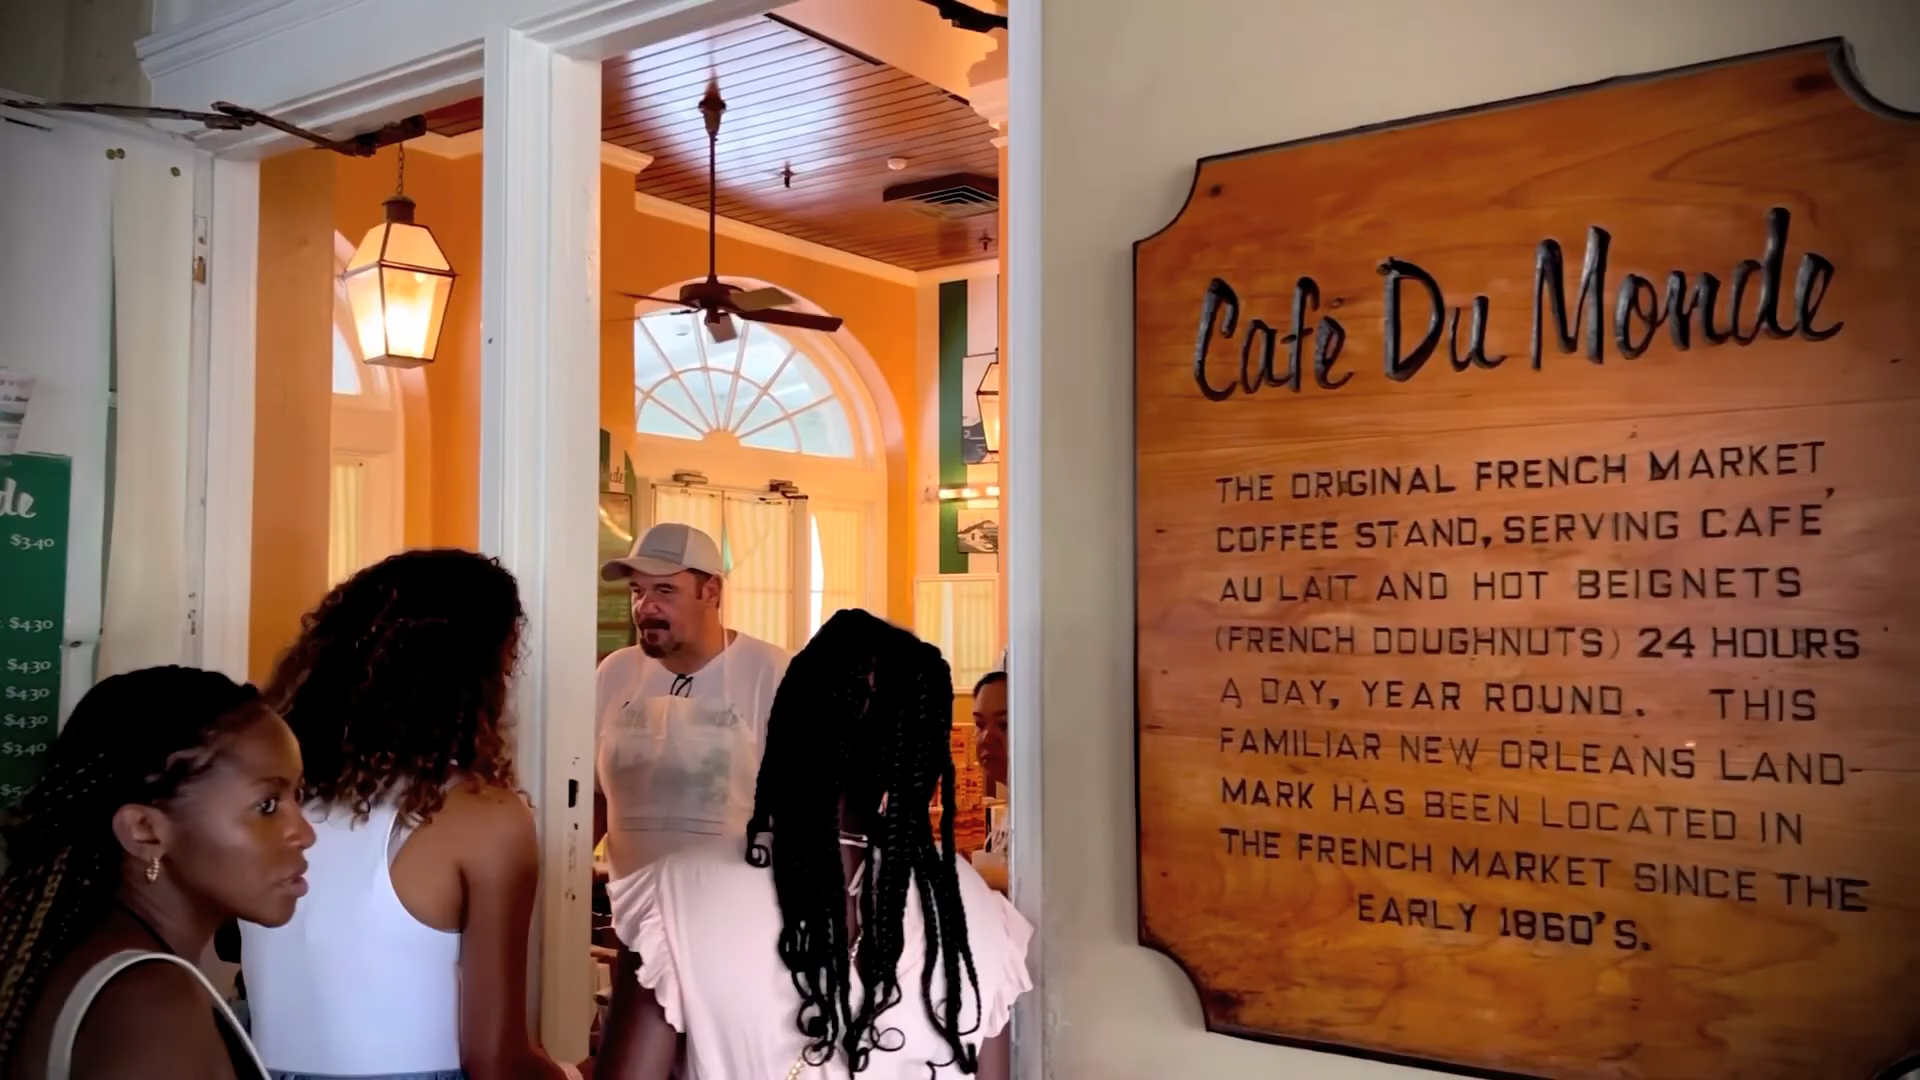 de
$3.40
$4.30
$4.30
$4.30
$4.30
$3.40
Café Du Monde
THE ORIGINAL FRENCH MARKET
COFFEE STAND, SERVING CAFE'
AU LAIT AND HOT BEIGNETS
(FRENCH DOUGHNUTS) 24 HOURS
A DAY, YEAR ROUND. THIS
FAMILIAR NEW ORLEANS LAND-
MARK HAS BEEN LOCATED IN
THE FRENCH MARKET SINCE THE
EARLY 1860'S.